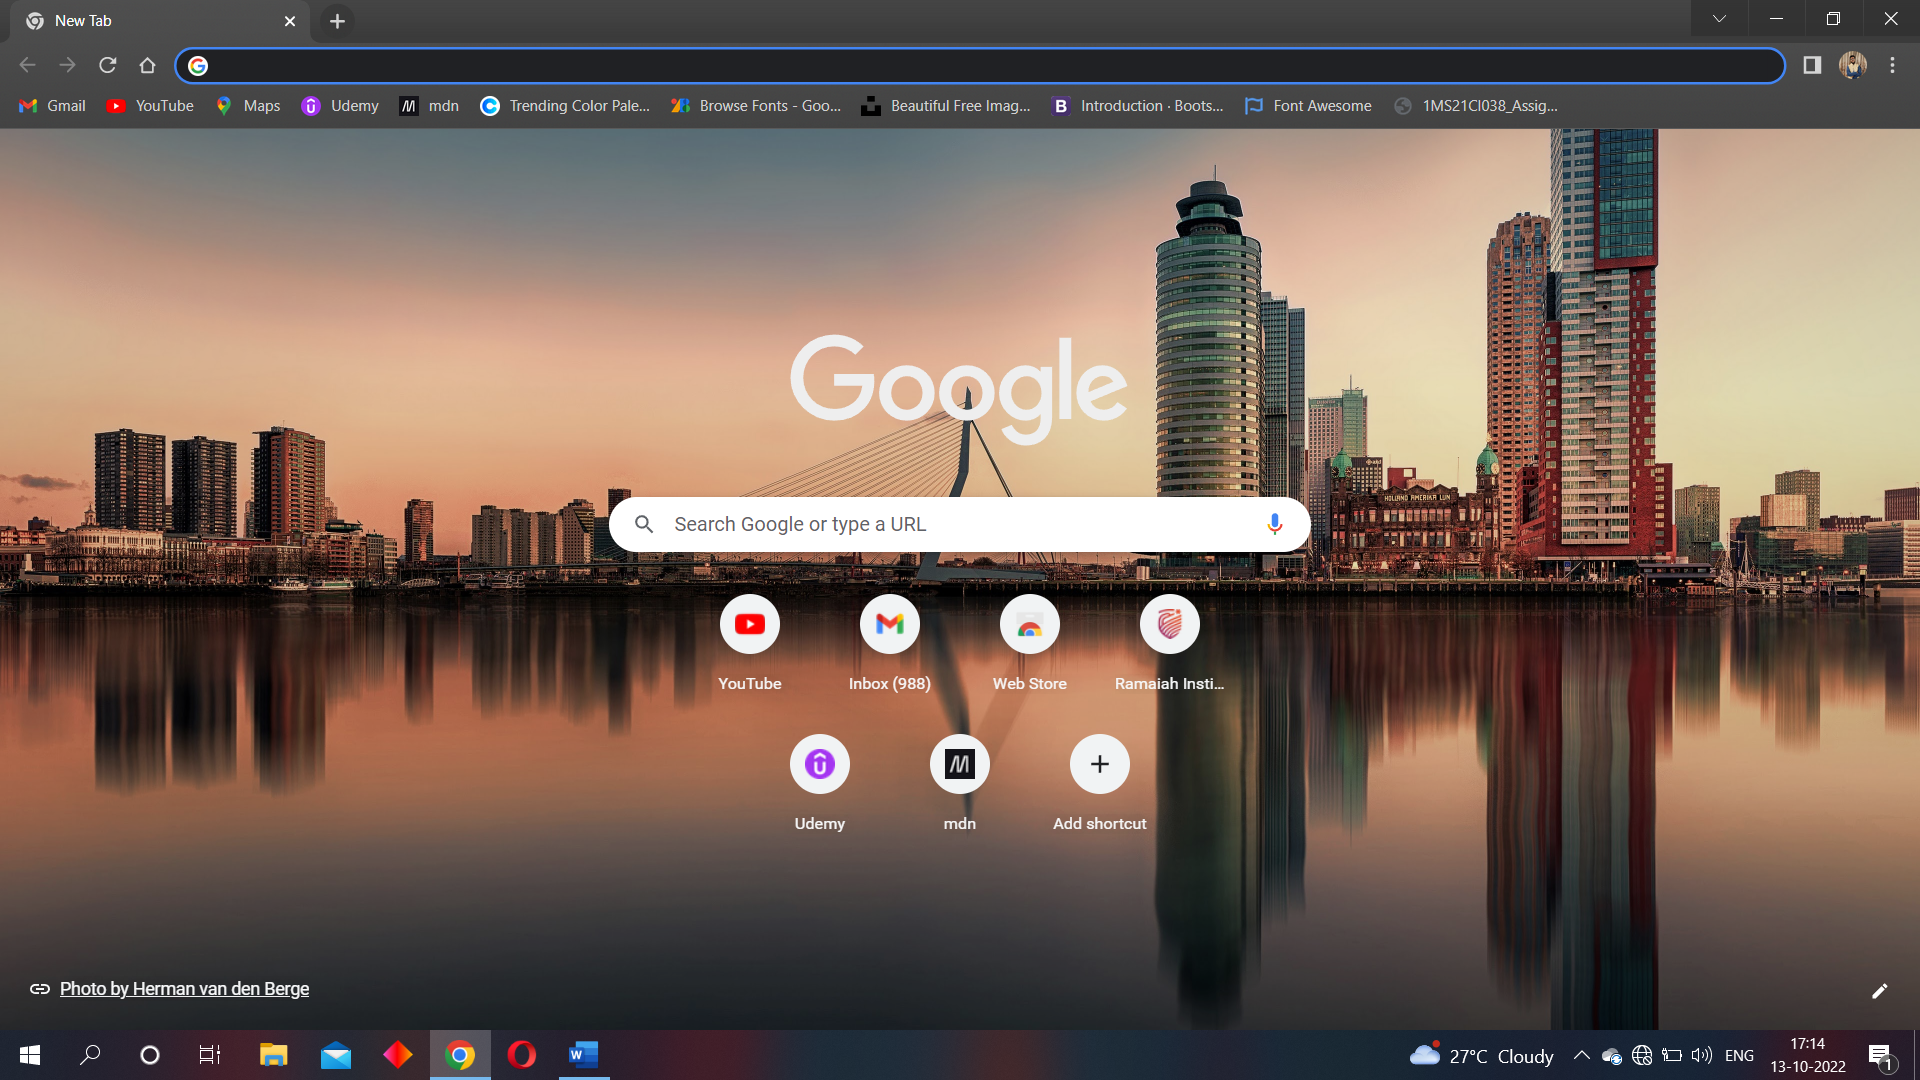 New Tab
Gmail YouTube Maps Udemy mdn Trending Color Pale... Browse Fonts - Goo... Beautiful Free Imag... Introduction · Boots... Font Awesome 1MS21CI038_Assig...
Google
HOLLAND AMERIKA LIJN
Search Google or type a URL
YouTube Inbox (988) Web Store Ramaiah Insti...
Udemy mdn Add shortcut
Photo by Herman van den Berge
27°C Cloudy ENG 17:14
13-10-2022 1